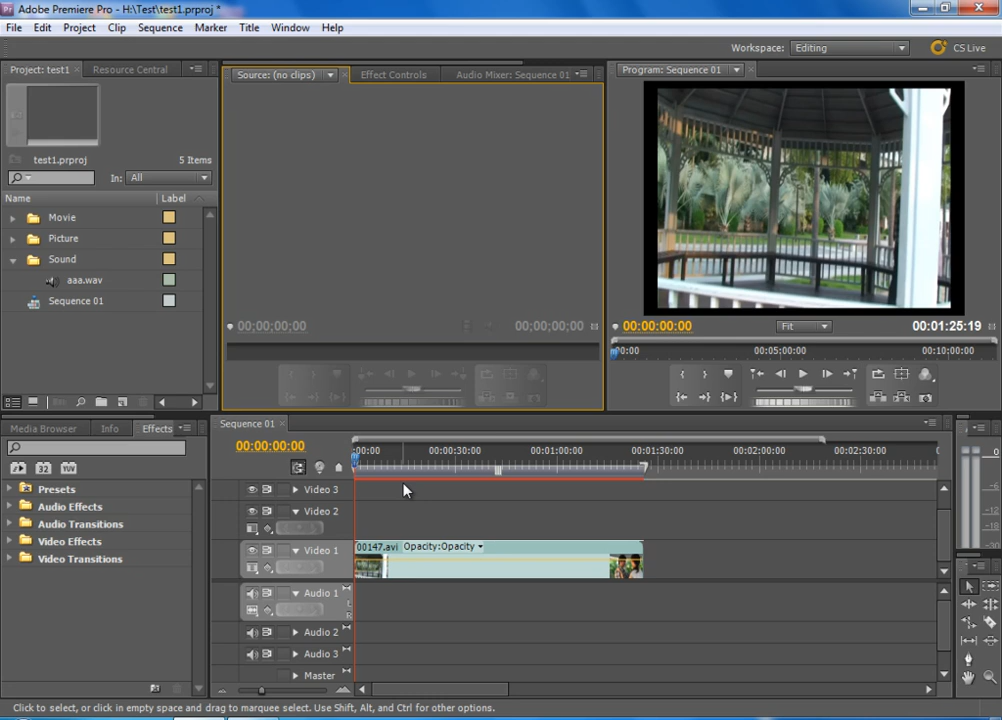 Adobe Premiere Pro - H:\Test\test1.prproj *
File Edit Project Clip Sequence Marker Title Window Help
Workspace: Editing CS Live
Project: test1 Resource Central
Source: (no clips) Effect Controls Audio Mixer: Sequence 01
Program: Sequence 01
test1.prproj 5 Items
In: All
Name Label
Movie
Picture
Sound
aaa.wav
Sequence 01
00;00;00;00 00;00;00;00
00:00:00:00 Fit 00:01:25:19
00:00 00:05:00:00 00:10:00:00
Media Browser Info Effects
32 YUV
Presets
Audio Effects
Audio Transitions
Video Effects
Video Transitions
Sequence 01
00:00:00:00
:00:00 00:00:30:00 00:01:00:00 00:01:30:00 00:02:00:00 00:02:30:00
Video 3
Video 2
Video 1
00147.avi Opacity:Opacity
Audio 1
Audio 2
Audio 3
Master
0
-6
-12
-18
-30
Click to select, or click in empty space and drag to marquee select. Use Shift, Alt, and Ctrl for other options.